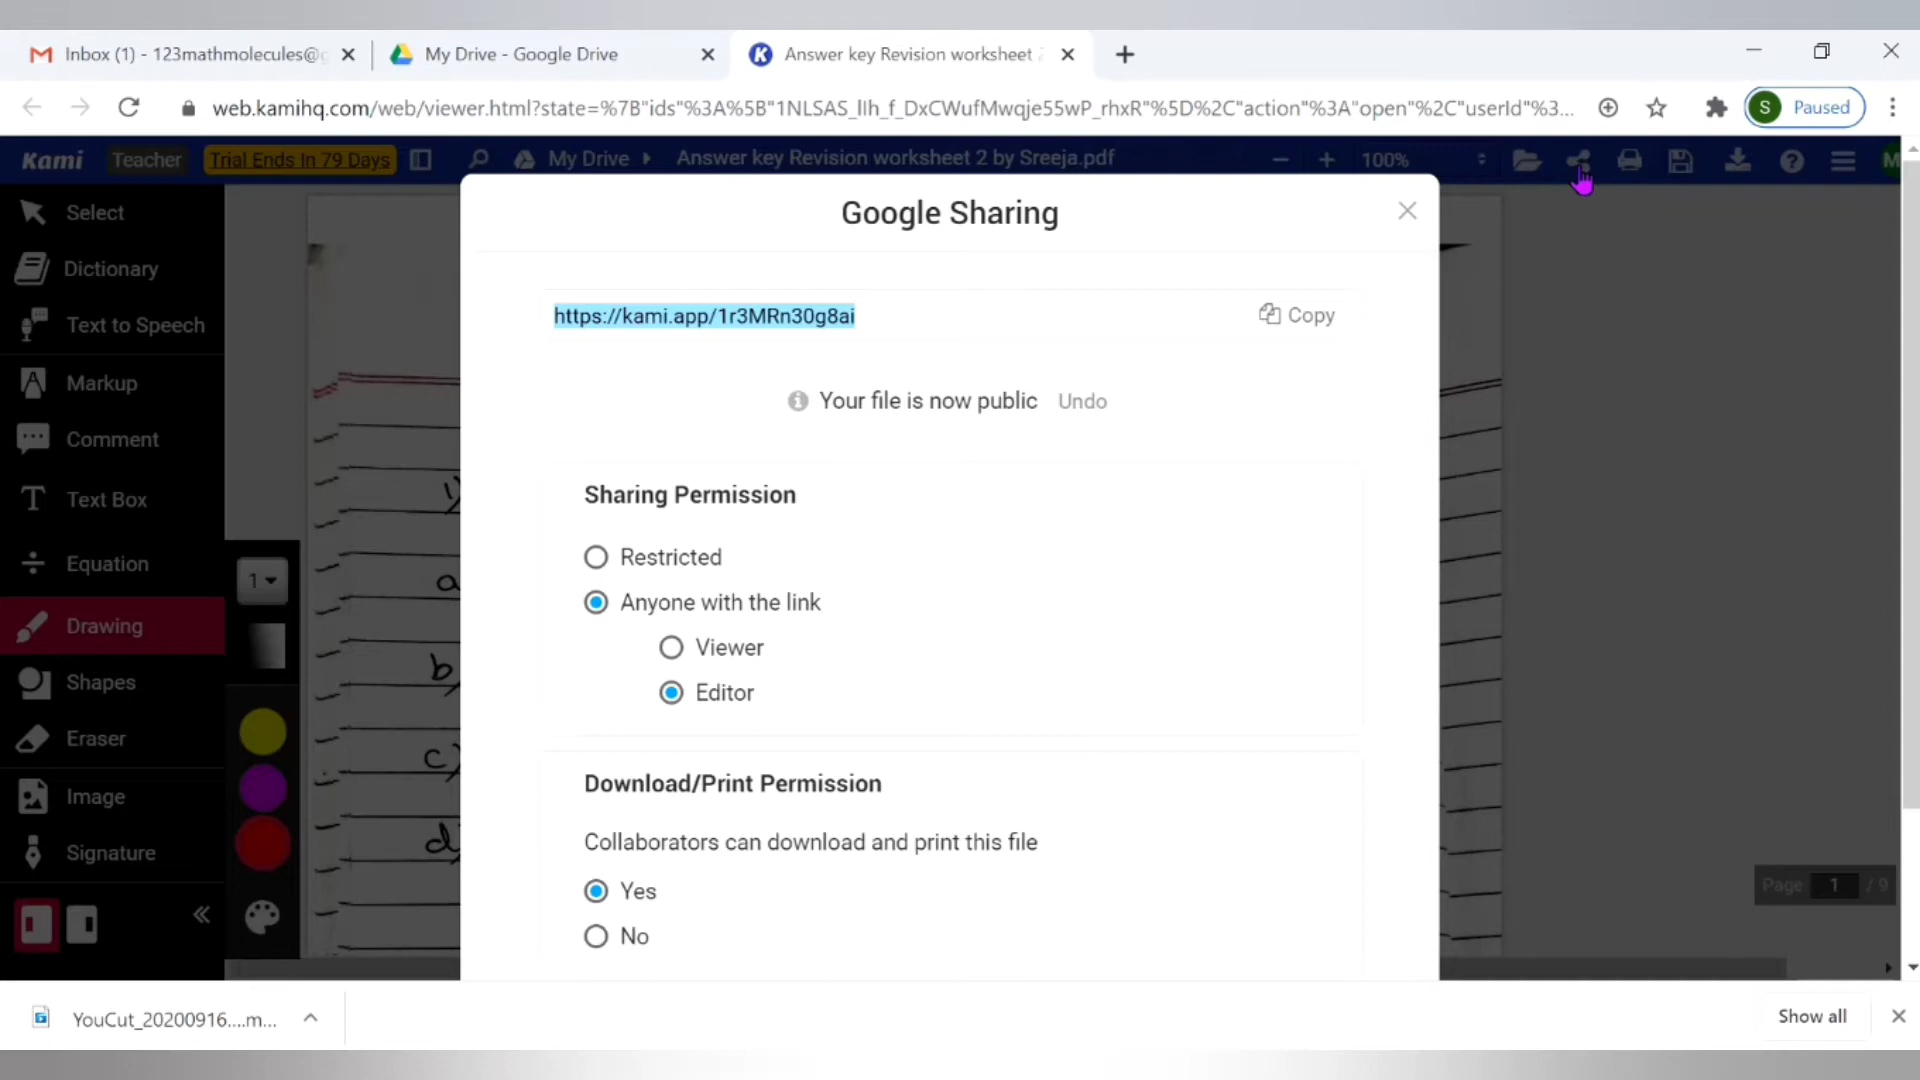 Inbox (1) - 123mathmolecules@g
My Drive - Google Drive
Answer key Revision worksheet 2
web.kamihq.com/web/viewer.html?state=%7B"ids"%3A%5B"1NLSAS_lIh_f_DxCWufMwqje55wP_rhxR"%5D%2C"action"%3A"open"%2C"userId"%3...
S Paused
Kami Teacher Trial Ends In 79 Days My Drive Answer key Revision worksheet 2 by Sreeja.pdf 100% M
Select
Dictionary
Text to Speech
Markup
Comment
Text Box
Equation
Drawing
Shapes
Eraser
Image
Signature
1
1)
a
b)
c)
d)
Google Sharing
https://kami.app/1r3MRn30g8ai
Copy
Your file is now public Undo
Sharing Permission
Restricted
Anyone with the link
Viewer
Editor
Download/Print Permission
Collaborators can download and print this file
Yes
No
Page 1 / 9
YouCut_20200916....m...
Show all